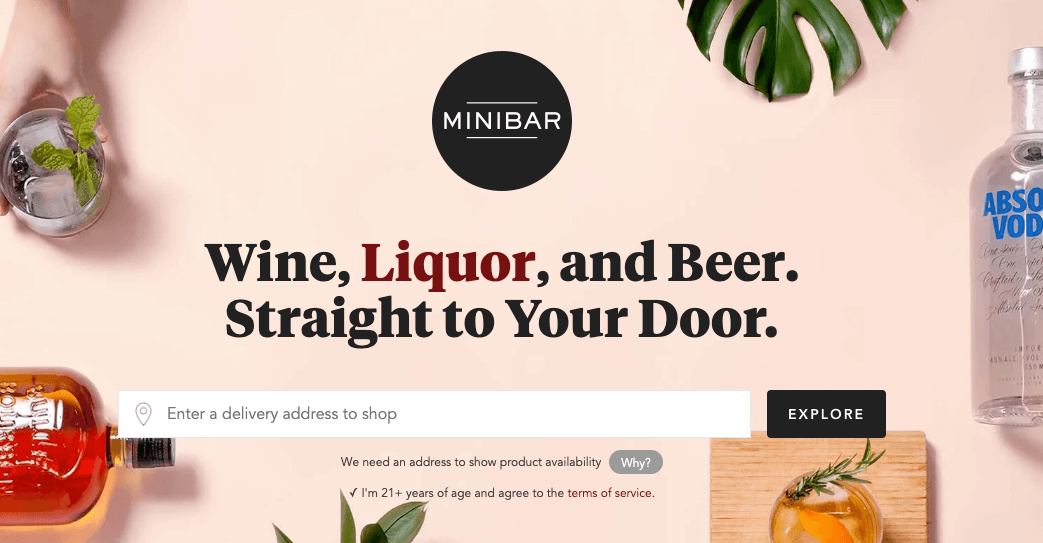 MINIBAR
Wine, Liquor, and Beer.
Straight to Your Door.
ABSO
VOD
Enter a delivery address to shop
EXPLORE
We need an address to show product availability Why?
✓ I'm 21+ years of age and agree to the terms of service.